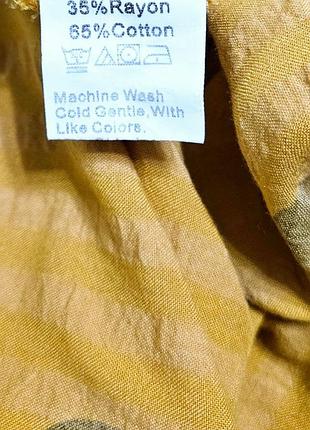 35%Rayon
65%Cotton
Machine Wash
Cold Gentle,With
Like Colors.